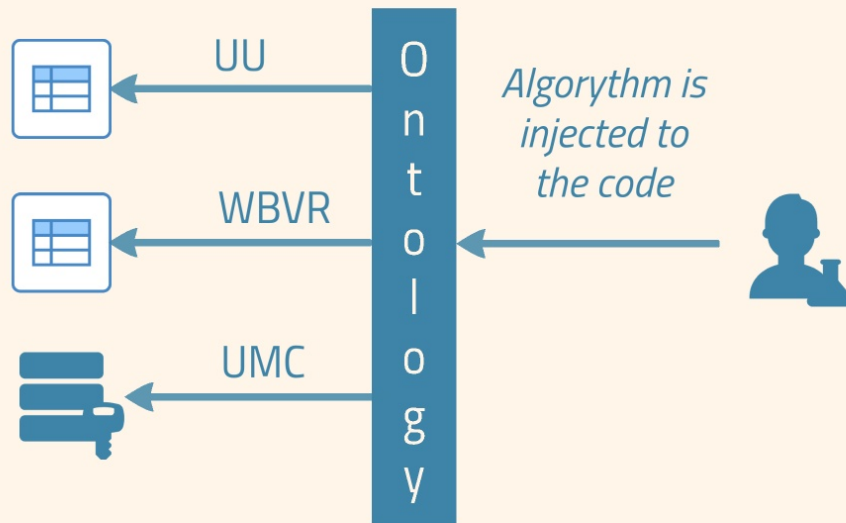 UU
WBVR
UMC
Ontology
Algorythm is
injected to
the code